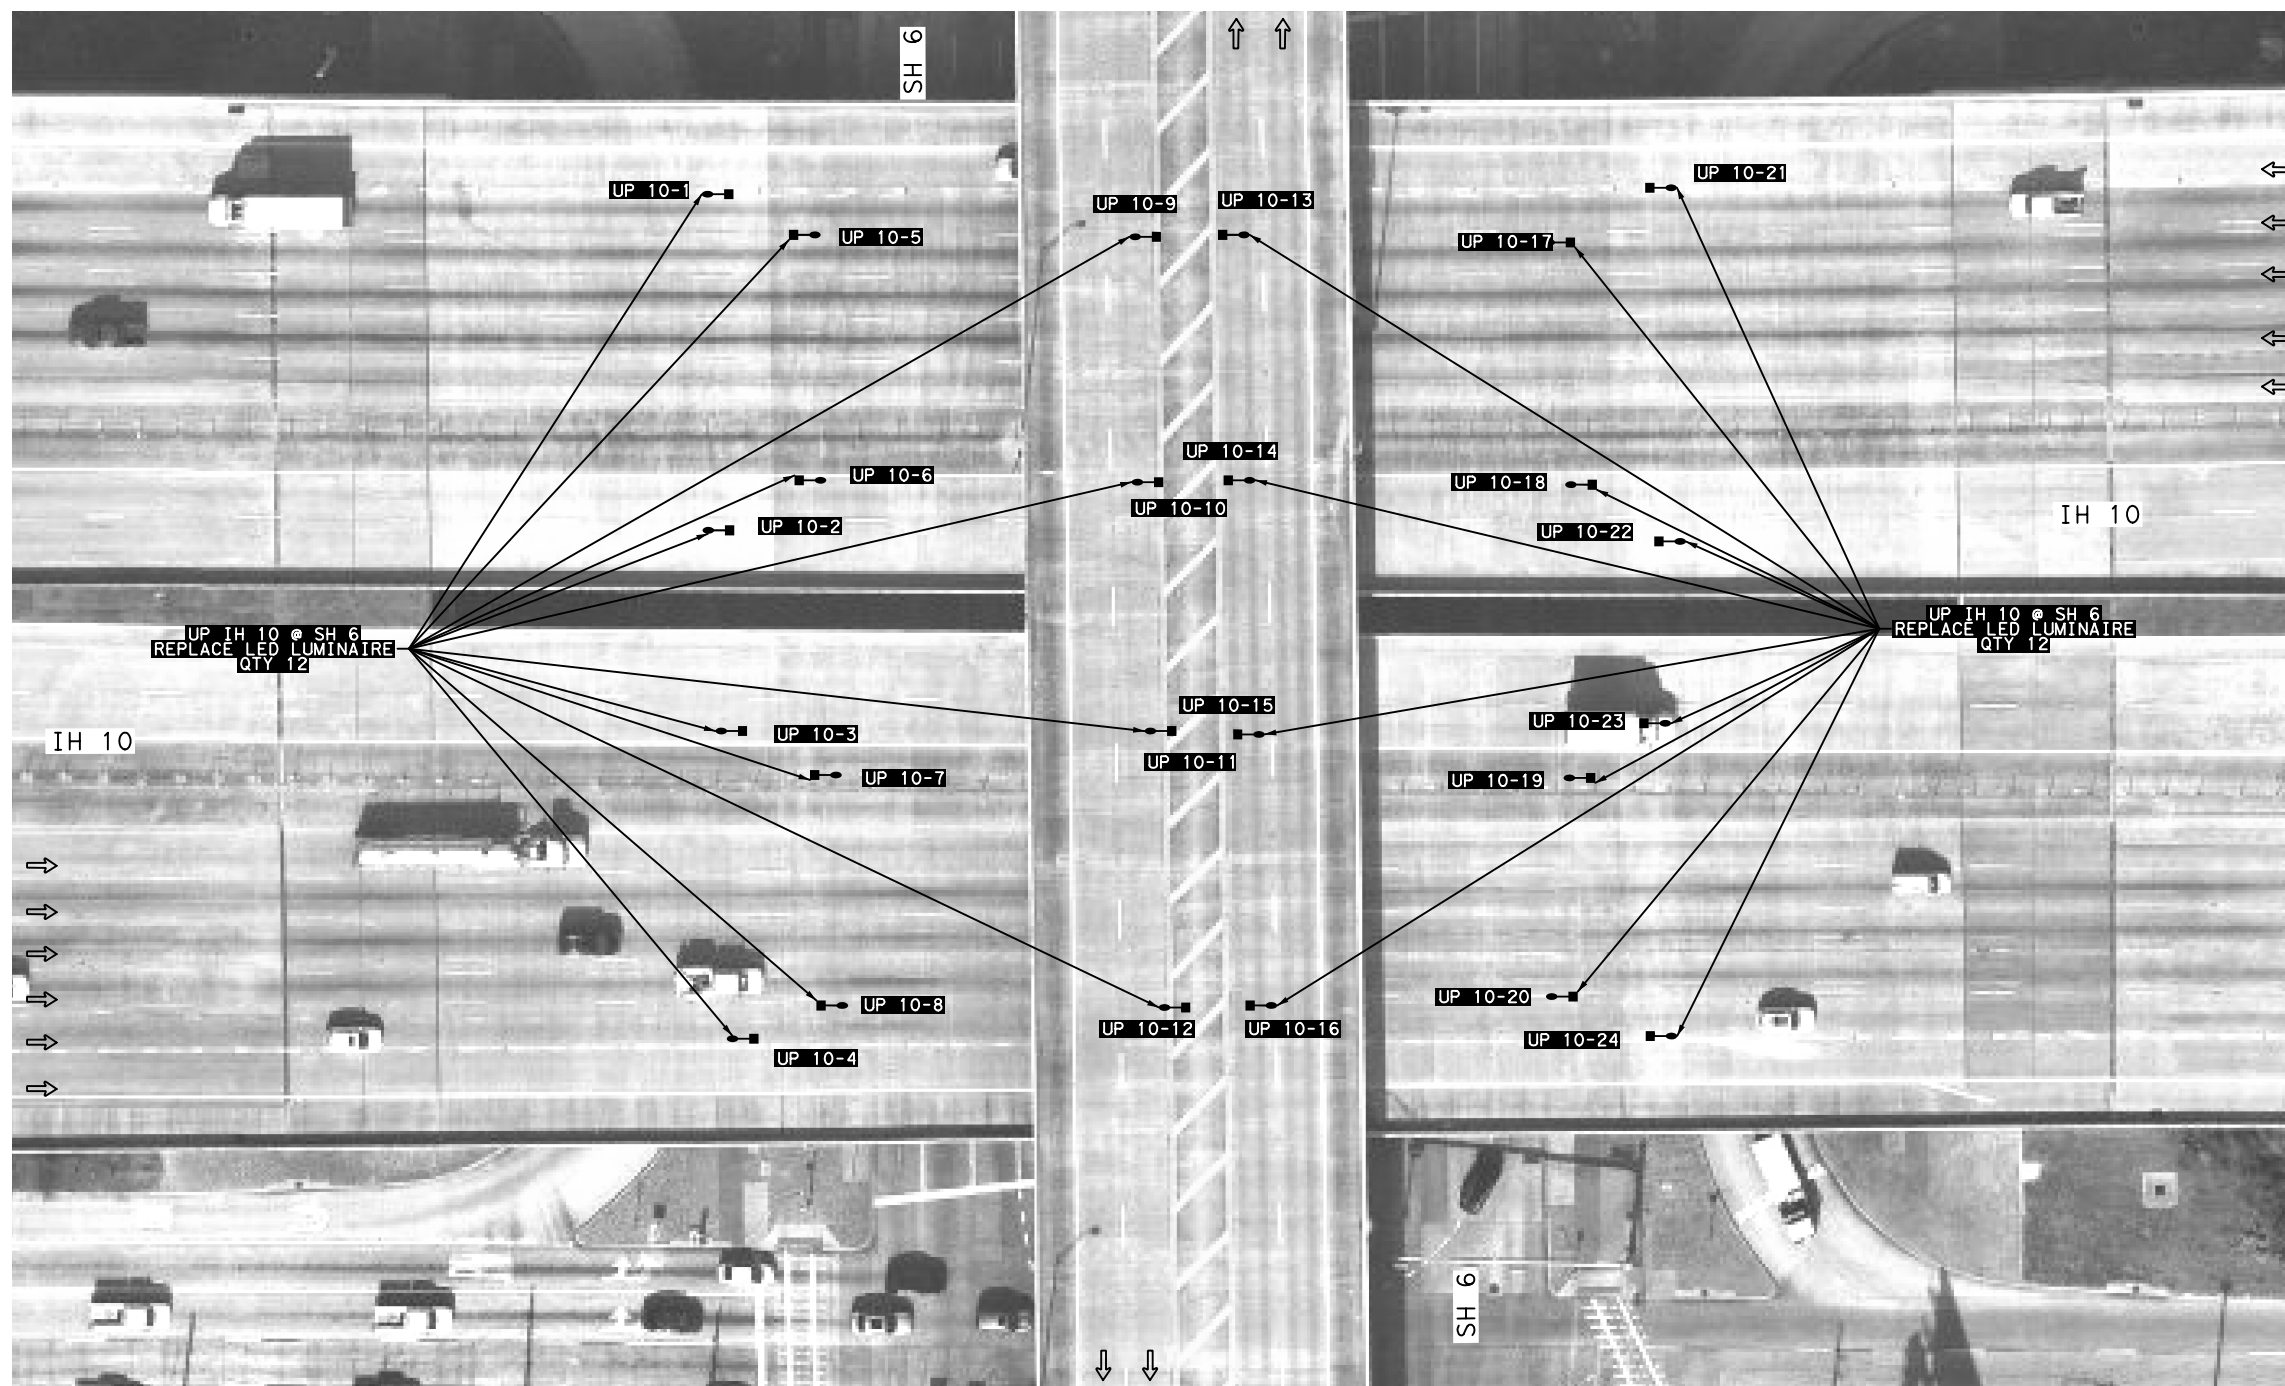 SH 6
UP 10-1
UP 10-5
UP 10-9
UP 10-13
UP 10-21
UP 10-17
UP 10-14
UP 10-6
UP 10-10
UP 10-18
UP 10-2
UP 10-22
IH 10
UP IH 10 @ SH 6
REPLACE LED LUMINAIRE
QTY 12
UP IH 10 @ SH 6
REPLACE LED LUMINAIRE
QTY 12
UP 10-15
UP 10-23
IH 10
UP 10-3
UP 10-11
UP 10-7
UP 10-19
UP 10-8
UP 10-20
UP 10-12
UP 10-16
UP 10-24
UP 10-4
SH 6